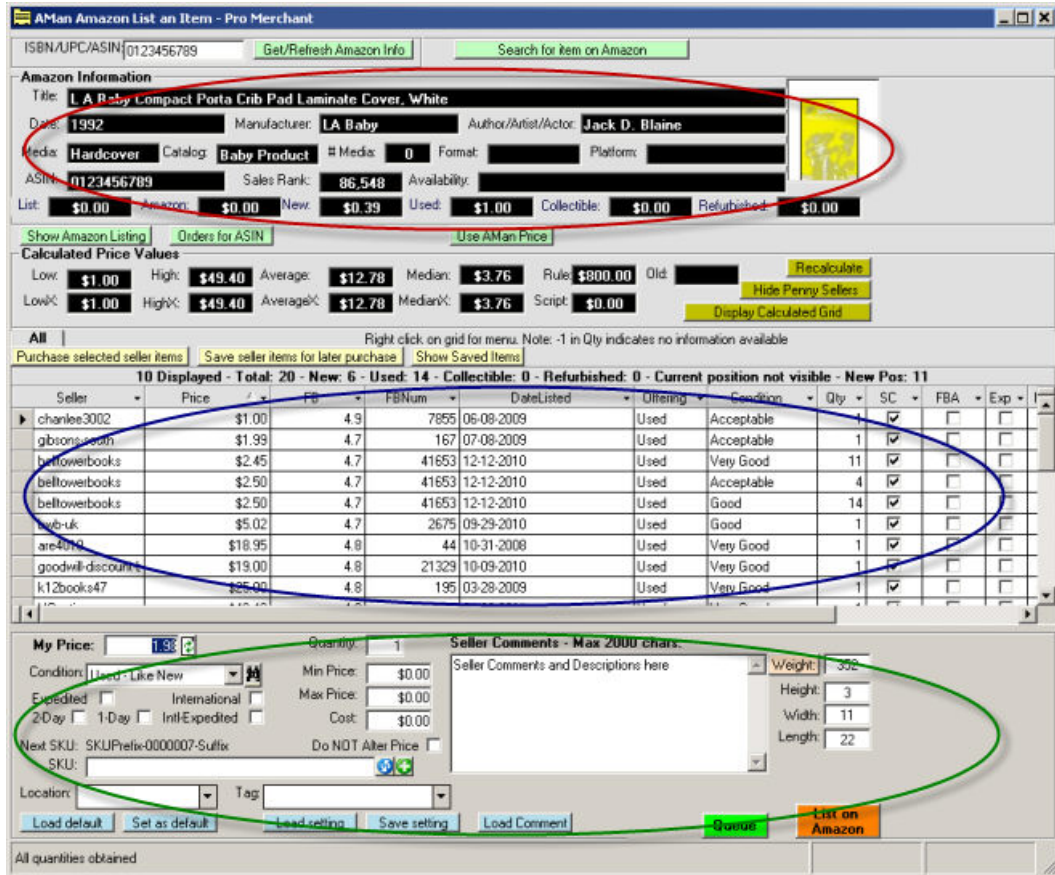 AMan Amazon List an Item - Pro Merchant
ISBN/UPC/ASIN: 0123456789 Get/Refresh Amazon Info Search for item on Amazon
Amazon Information
Title: L A Baby Compact Porta Crib Pad Laminate Cover, White
Date: 1992 Manufacturer: LA Baby Author/Artist/Actor: Jack D. Blaine
Media: Hardcover Catalog: Baby Product # Media: 0 Format: Platform:
ASIN: 0123456789 Sales Rank: 86,548 Availability:
List: $0.00 Amazon: $0.00 New: $0.39 Used: $1.00 Collectible: $0.00 Refurbished: $0.00
Show Amazon Listing Orders for ASIN Use AMan Price
Calculated Price Values
Low: $1.00 High: $49.40 Average: $12.78 Median: $3.76 Rule: $800.00 Old: Recalculate
Hide Penny Sellers
LowX: $1.00 HighX: $49.40 AverageX: $12.78 MedianX: $3.76 Script: $0.00
Display Calculated Grid
All Right click on grid for menu. Note: -1 in Qty indicates no information available
Purchase selected seller items Save seller items for later purchase Show Saved Items
10 Displayed - Total: 20 - New: 6 - Used: 14 - Collectible: 0 - Refurbished: 0 - Current position not visible - New Pos: 11
Seller Price FB FBNum DateListed Offering Condition Qty SC FBA Exp
chanlee3002 $1.00 4.9 7855 06-08-2009 Used Acceptable 1
gibsons-south $1.99 4.7 167 07-08-2009 Used Acceptable 1
belltowerbooks $2.45 4.7 41653 12-12-2010 Used Very Good 11
belltowerbooks $2.50 4.7 41653 12-12-2010 Used Acceptable 4
belltowerbooks $2.50 4.7 41653 12-12-2010 Used Good 14
bwb-uk $5.02 4.7 2675 09-29-2010 Used Good 1
are4010 $18.95 4.8 44 10-31-2008 Used Very Good 1
goodwill-discount- $19.00 4.8 21329 10-09-2010 Used Very Good 1
k12books47 $25.00 4.8 195 03-28-2009 Used Very Good 1
My Price: 1.98 Quantity: 1 Seller Comments - Max 2000 chars.
Condition: Used - Like New Min Price: $0.00 Seller Comments and Descriptions here Weight: 352
Expedited International Max Price: $0.00 Height: 3
2-Day 1-Day Intl-Expedited Cost: $0.00 Width: 11
Next SKU: SKUPrefix-0000007-Suffix Do NOT Alter Price Length: 22
SKU:
Location: Tag:
Load default Set as default Load setting Save setting Load Comment Queue List on
Amazon
All quantities obtained